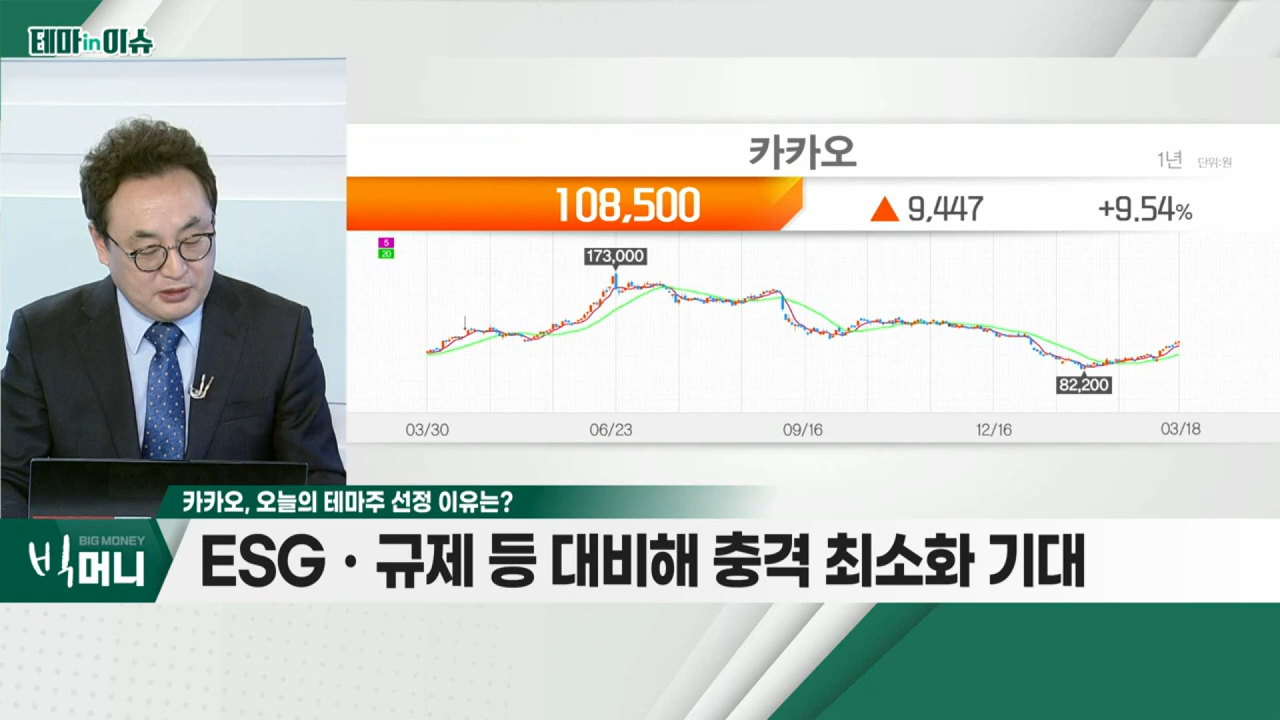 테마in이슈
카카오
1년 단위:원
108,500 ▲ 9,447 +9.54%
5
20
173,000
82,200
03/30 06/23 09/16 12/16 03/18
카카오, 오늘의 테마주 선정 이유는?
BIG MONEY
빅머니
ESG · 규제 등 대비해 충격 최소화 기대